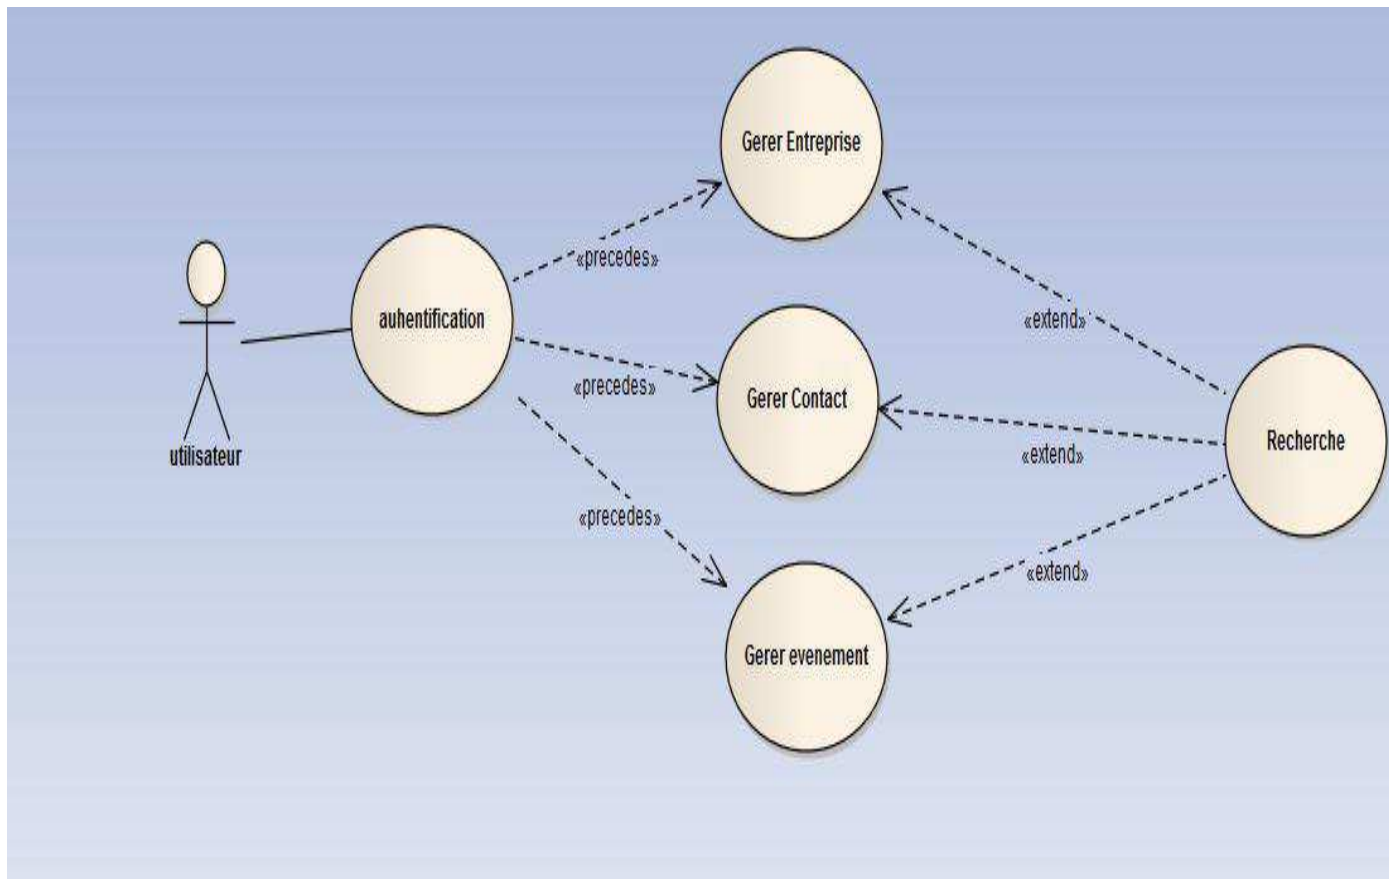 Gerer Entreprise
«precedes»
auhentification
«extend»
«precedes»
Gerer Contact
utilisateur
«extend»
Recherche
«precedes»
«extend»
Gerer evenement